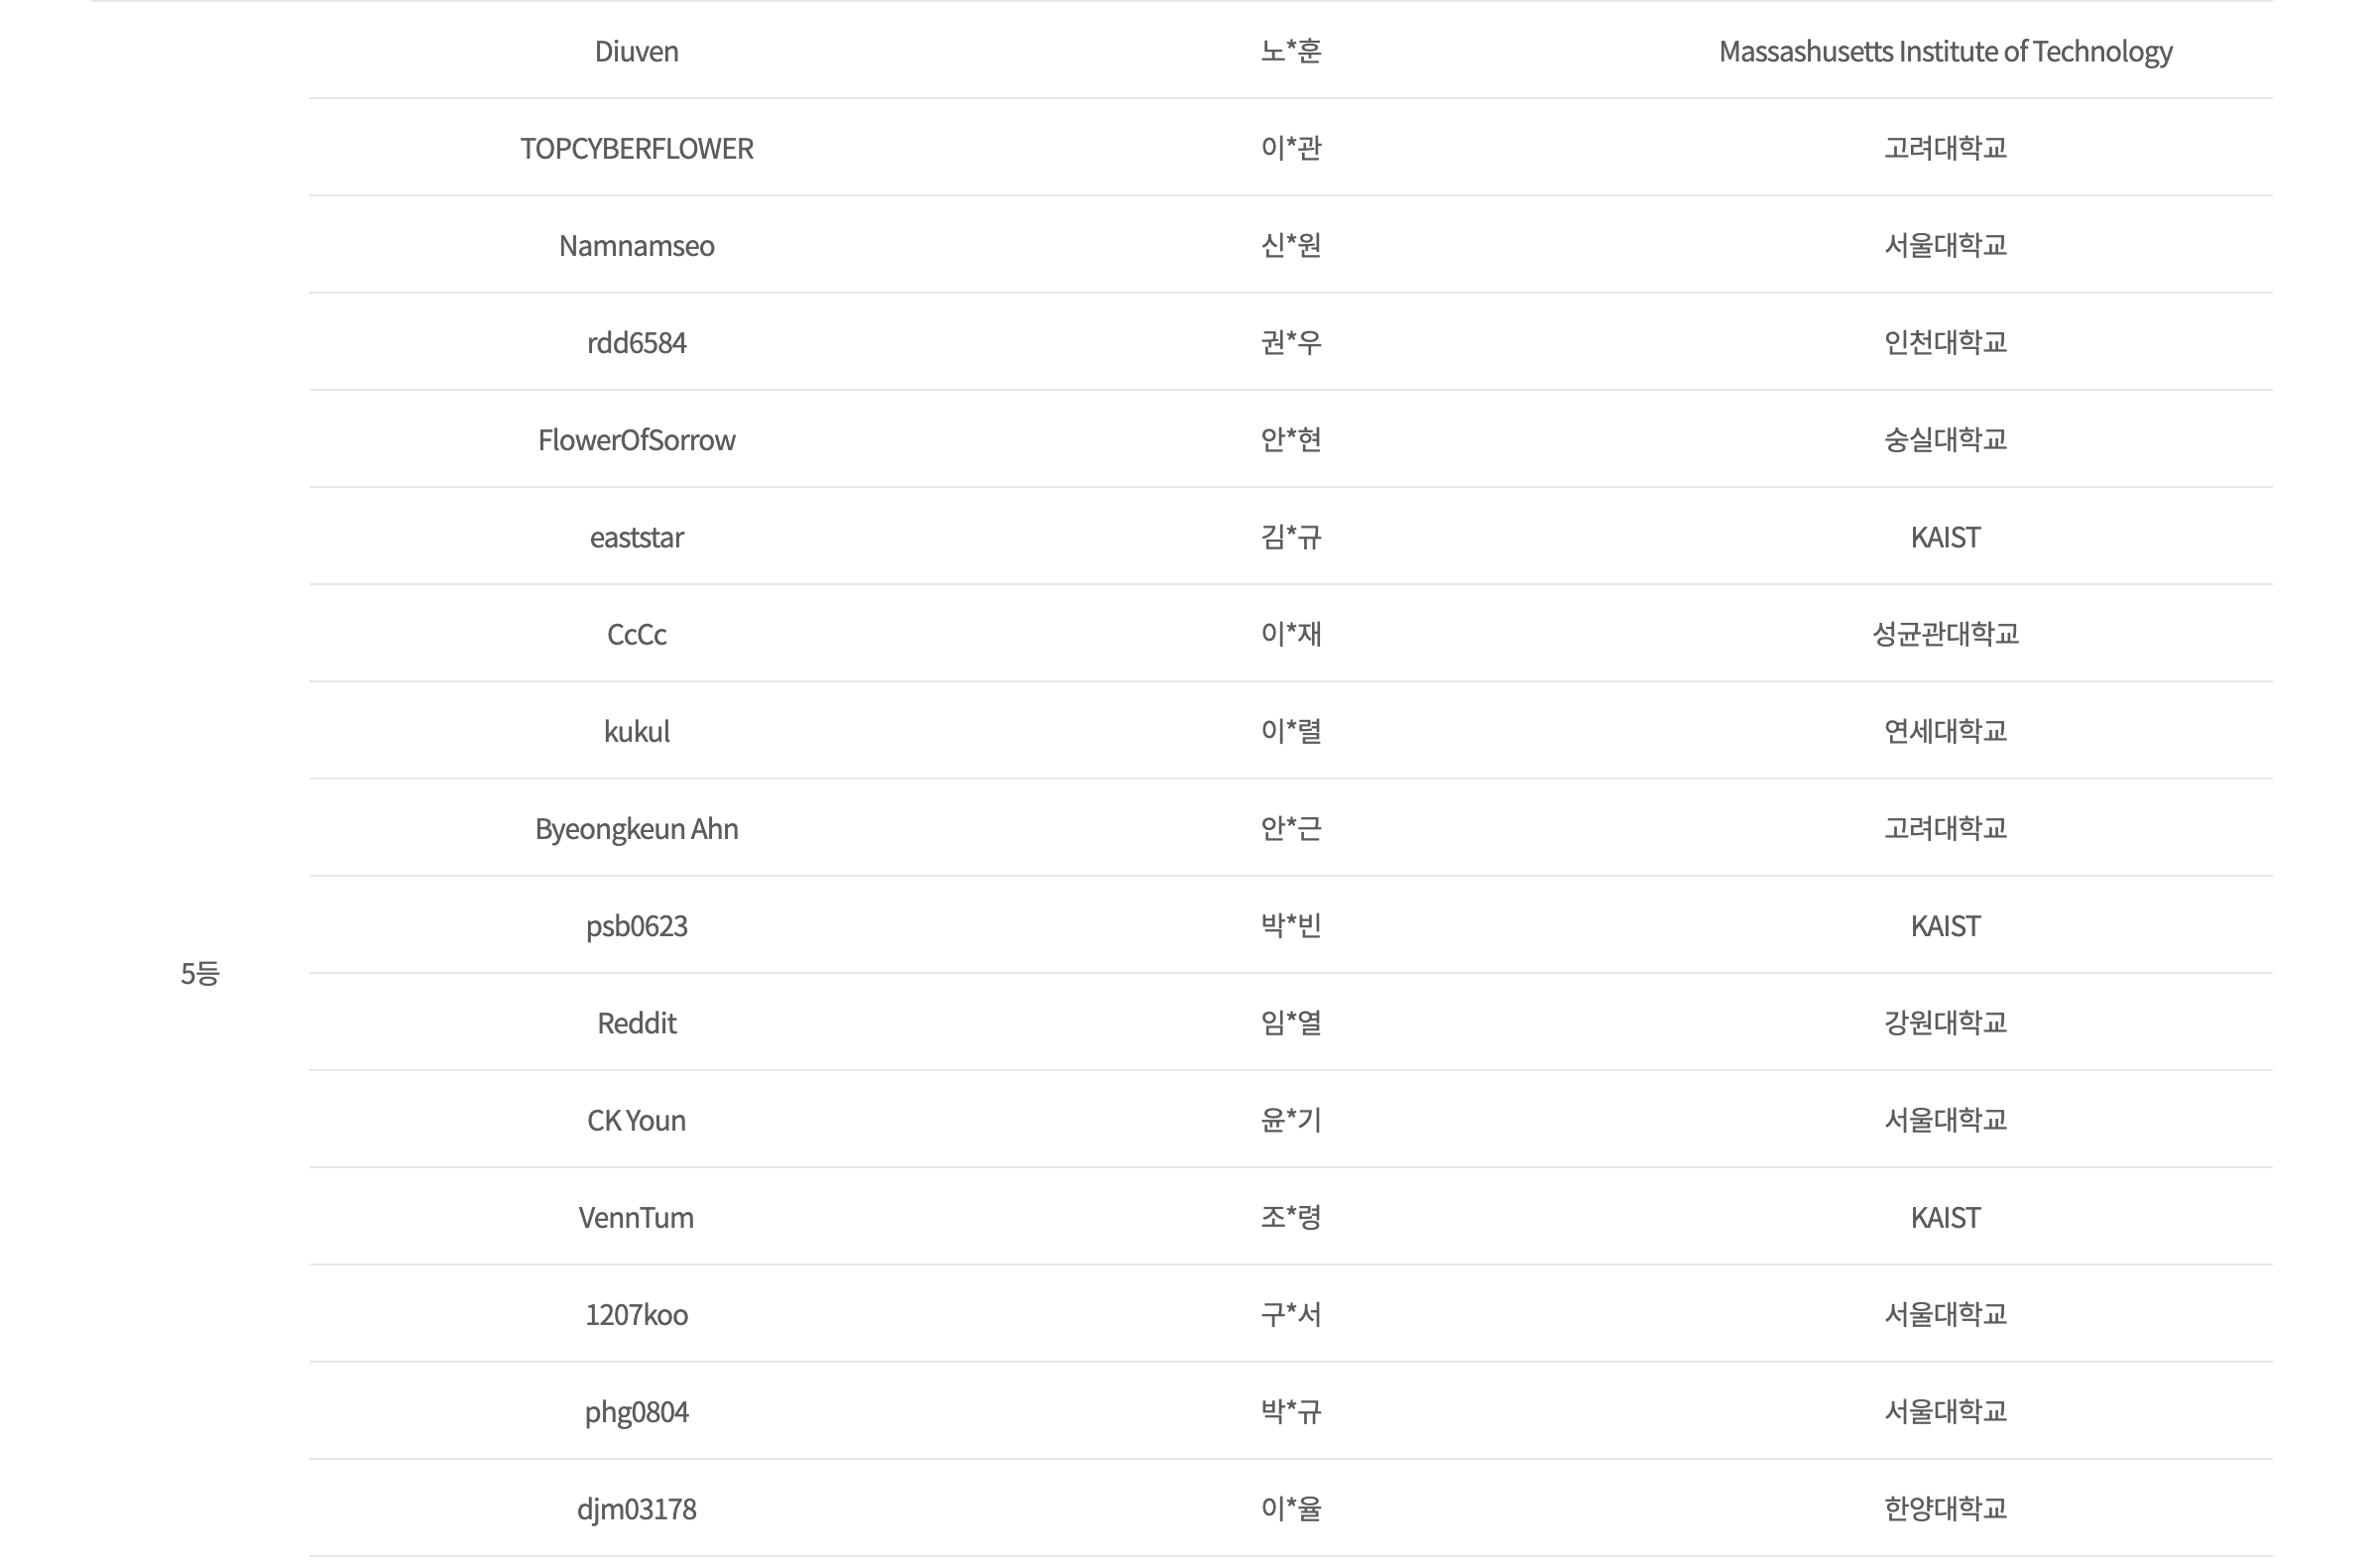 Diuven 노*훈 Massashusetts Institute of Technology
TOPCYBERFLOWER 이*관 고려대학교
Namnamseo 신*원 서울대학교
rdd6584 권*우 인천대학교
FlowerOfSorrow 안*현 숭실대학교
eaststar 김*규 KAIST
CcCc 이*재 성균관대학교
kukul 이*렬 연세대학교
Byeongkeun Ahn 안*근 고려대학교
psb0623 박*빈 KAIST
5등
Reddit 임*열 강원대학교
CK Youn 윤*기 서울대학교
VennTum 조*령 KAIST
1207koo 구*서 서울대학교
phg0804 박*규 서울대학교
djm03178 이*율 한양대학교